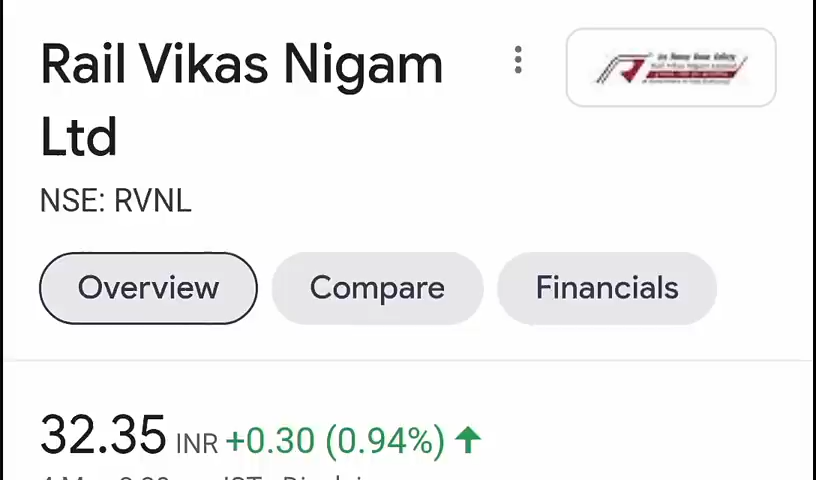 Rail Vikas Nigam
Ltd
NSE: RVNL
Overview
Compare
Financials
32.35 INR +0.30 (0.94%)